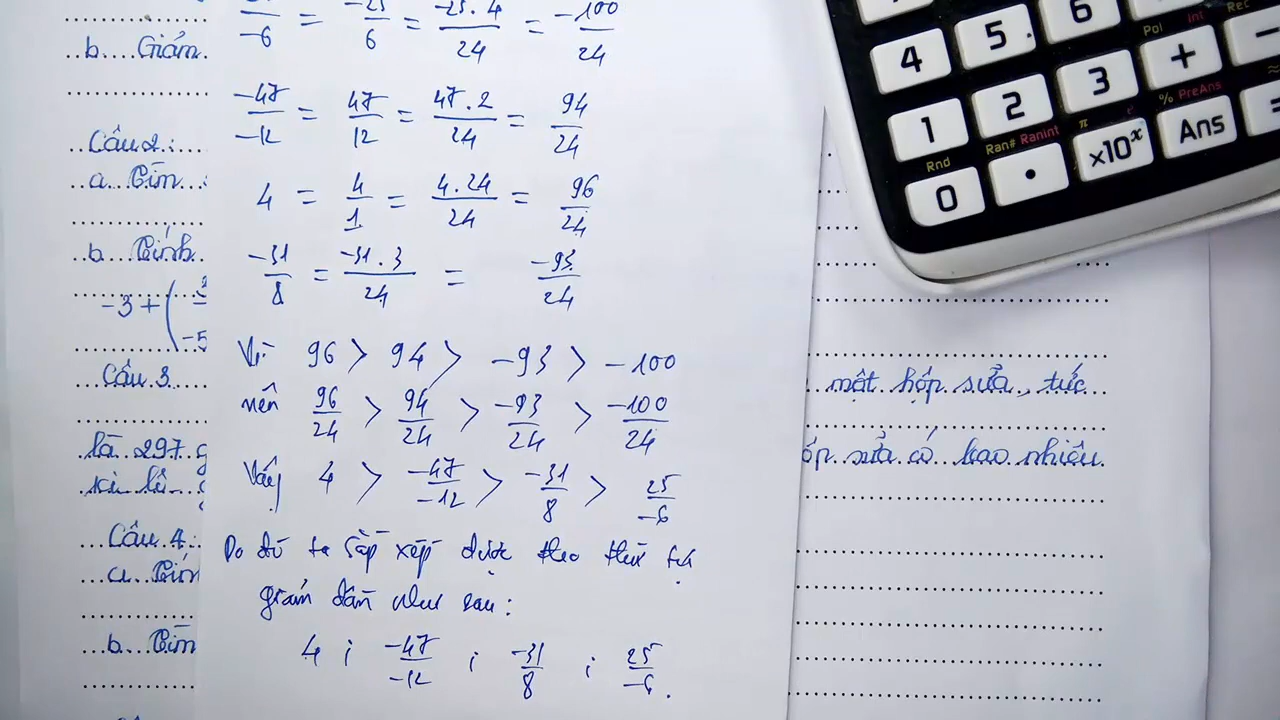 25/-6 = -25/6 = -25.4/24 = -100/24
-47/-12 = 47/12 = 47.2/24 = 94/24
4 = 4/1 = 4.24/24 = 96/24
-31/8 = -31.3/24 = -93/24
Vì 96 > 94 > -93 > -100
nên 96/24 > 94/24 > -93/24 > -100/24
Vậy 4 > -47/-12 > -31/8 > 25/-6
Do đó ta sắp xếp được theo thứ tự
giảm dần như sau:
4 ; -47/-12 ; -31/8 ; 25/-6.
b. Giảm
Câu 2:
a. Tìm
b. Tính
-3 + (
-5
Câu 3
là 297 g
ki lô
Câu 4:
a. Tìm
b. Tìm
một hộp sữa, tức
hộp sữa có bao nhiêu
4 5 6
1 2 3 +
0 . ×10ˣ Ans =
Pol Int Rec
Rnd Ran# RanInt π % PreAns